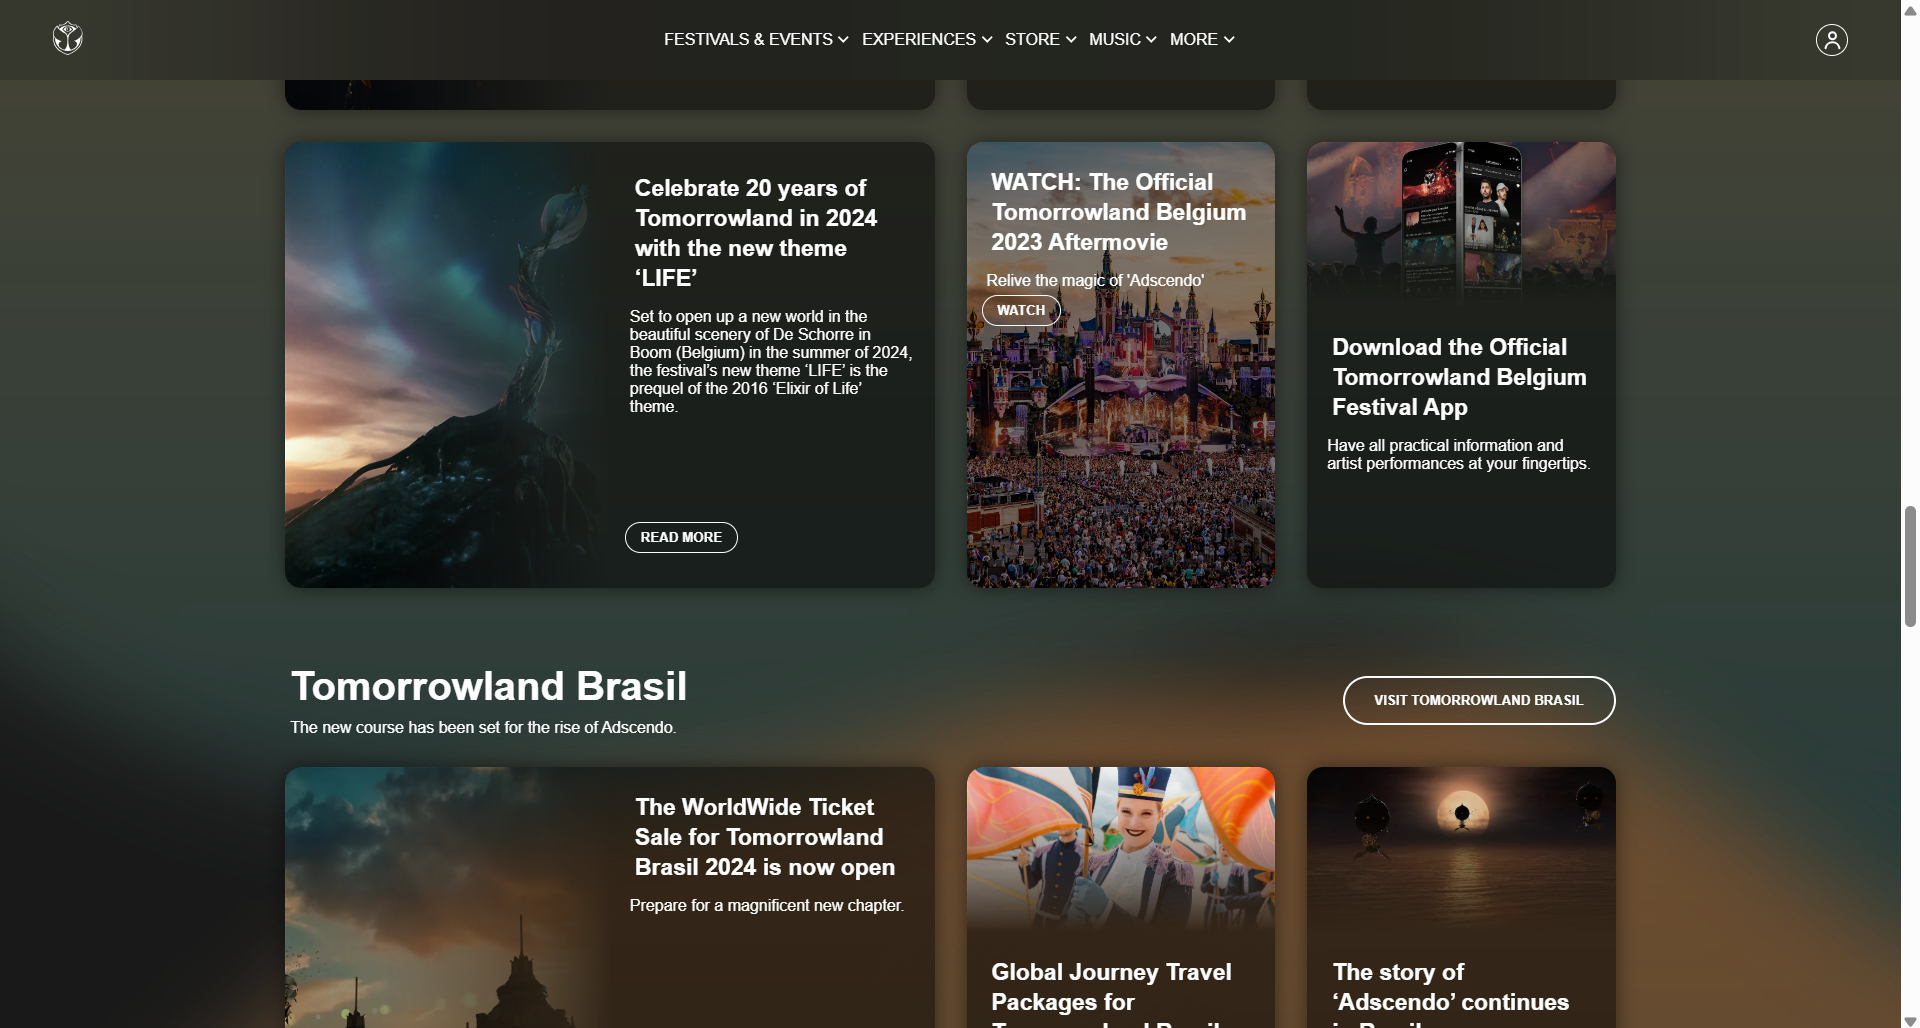 FESTIVALS & EVENTS
EXPERIENCES
STORE
MUSIC
MORE
Celebrate 20 years of
Tomorrowland in 2024
with the new theme
‘LIFE’
Set to open up a new world in the
beautiful scenery of De Schorre in
Boom (Belgium) in the summer of 2024,
the festival’s new theme ‘LIFE’ is the
prequel of the 2016 ‘Elixir of Life’
theme.
READ MORE
WATCH: The Official
Tomorrowland Belgium
2023 Aftermovie
Relive the magic of 'Adscendo'
WATCH
Download the Official
Tomorrowland Belgium
Festival App
Have all practical information and
artist performances at your fingertips.
Tomorrowland Brasil
The new course has been set for the rise of Adscendo.
VISIT TOMORROWLAND BRASIL
The WorldWide Ticket
Sale for Tomorrowland
Brasil 2024 is now open
Prepare for a magnificent new chapter.
Global Journey Travel
Packages for
Tomorrowland Brasil
The story of
‘Adscendo’ continues
in Brasil